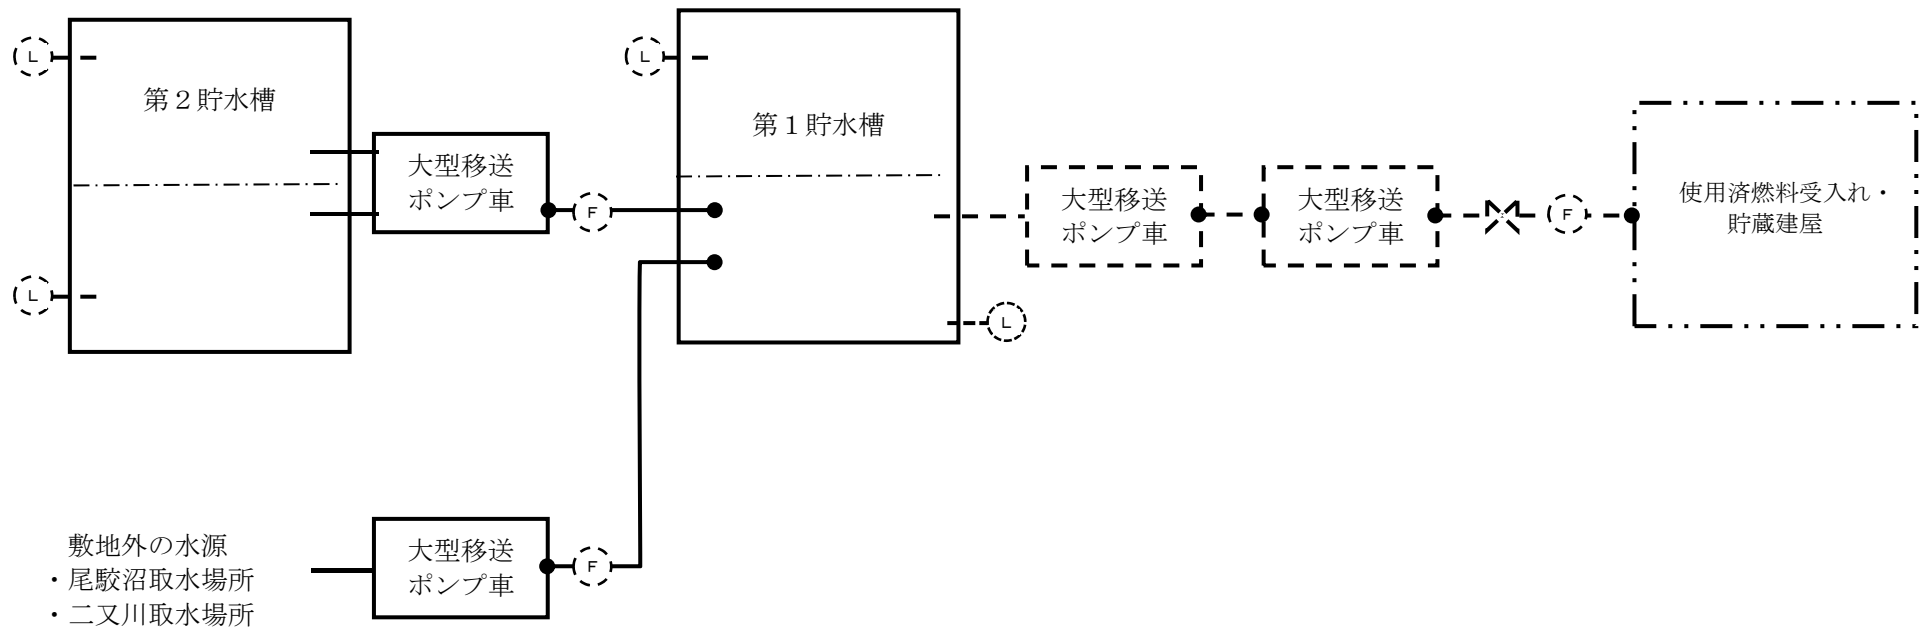 L
L
第２貯水槽
第１貯水槽
大型移送
ポンプ車
F
大型移送
ポンプ車
大型移送
ポンプ車
F
使用済燃料受入れ・
貯蔵建屋
L
L
敷地外の水源
・尾駮沼取水場所
・二又川取水場所
大型移送
ポンプ車
F